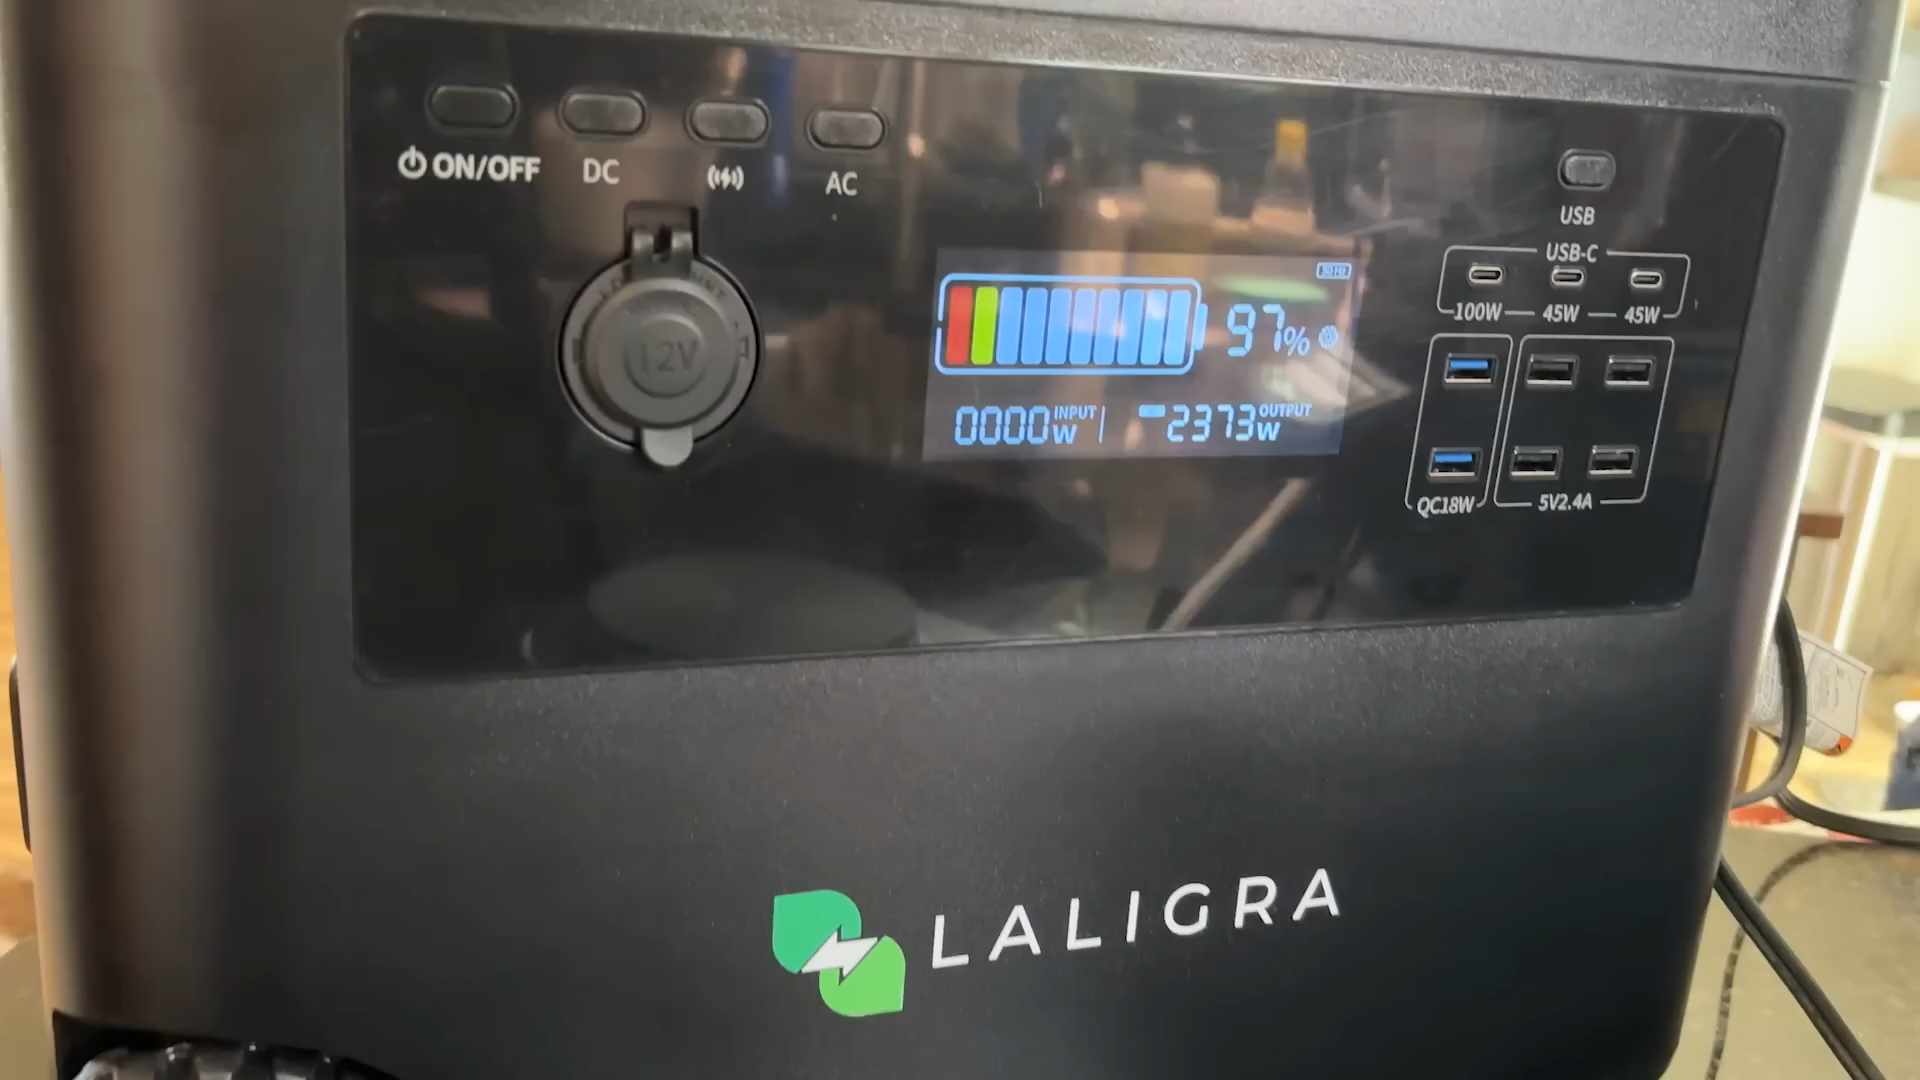 ON/OFF
DC
AC
USB
USB-C
100W
45W
45W
12V
97%
0000W INPUT
2373W OUTPUT
QC18W
5V2.4A
LALIGRA